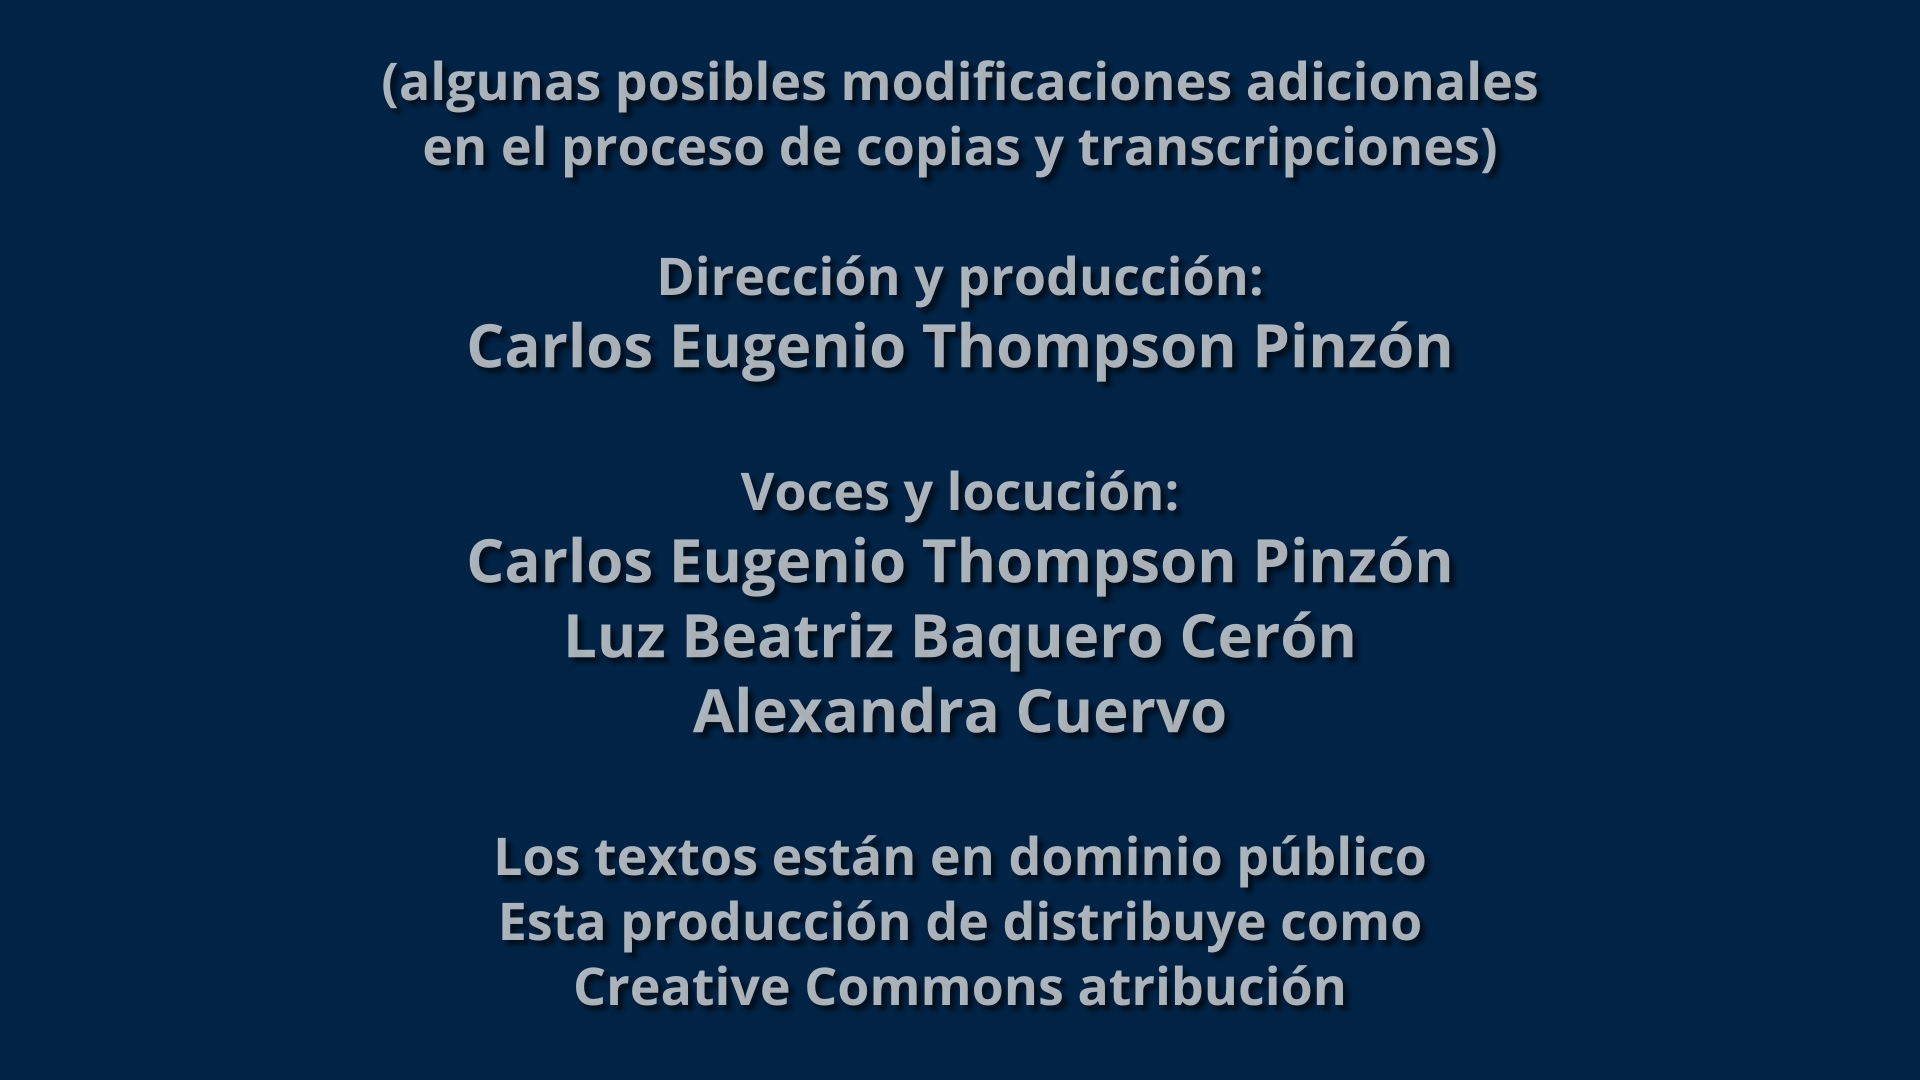 (algunas posibles modificaciones adicionales
en el proceso de copias y transcripciones)
Dirección y producción:
Carlos Eugenio Thompson Pinzón
Voces y locución:
Carlos Eugenio Thompson Pinzón
Luz Beatriz Baquero Cerón
Alexandra Cuervo
Los textos están en dominio público
Esta producción de distribuye como
Creative Commons atribución